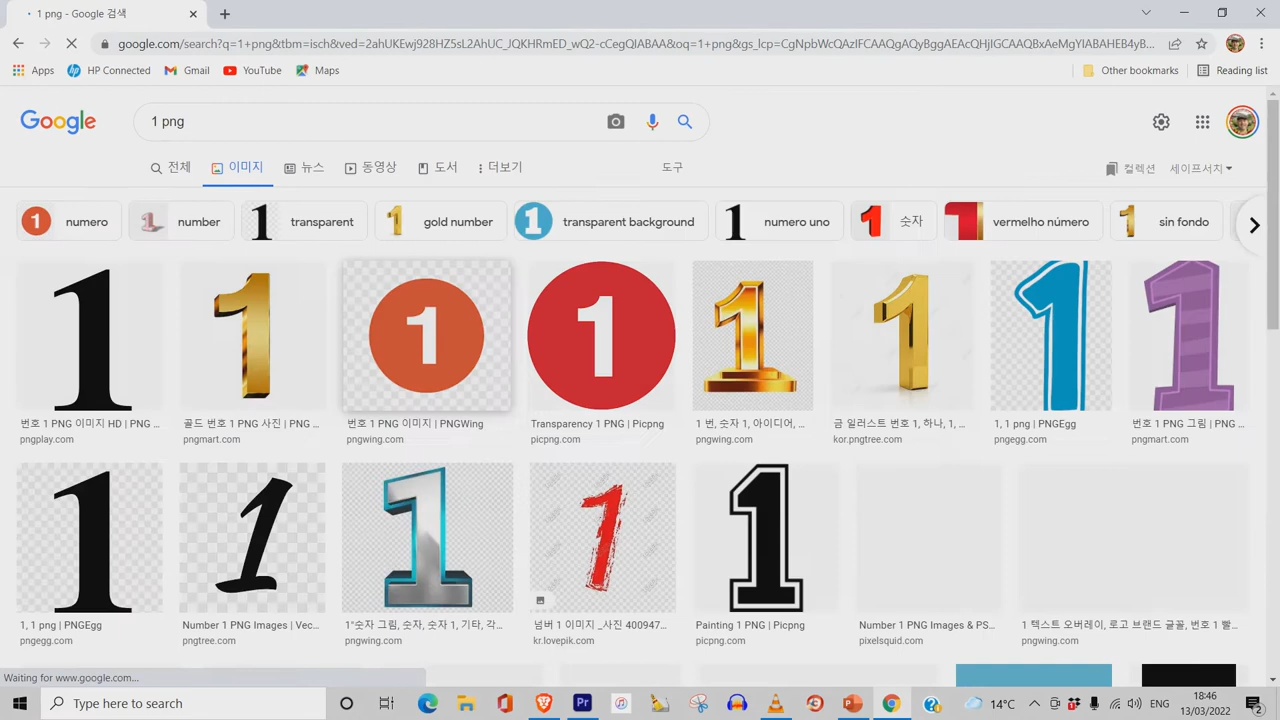 1 png - Google 검색
google.com/search?q=1+png&tbm=isch&ved=2ahUKEwj928HZ5sL2AhUC_JQKHRmED_wQ2-cCegQIABAA&oq=1+png&gs_lcp=CgNpbWcQAzIFCAAQgAQyBggAEAcQHjIGCAAQBxAeMgYIABAHEB4yB...
Apps
HP Connected
Gmail
YouTube
Maps
Other bookmarks
Reading list
Google
1 png
전체
이미지
뉴스
동영상
도서
더보기
도구
컬렉션
세이프서치
numero
number
transparent
gold number
transparent background
numero uno
숫자
vermelho número
sin fondo
번호 1 PNG 이미지 HD | PNG ...
골드 번호 1 PNG 사진 | PNG ...
번호 1 PNG 이미지 | PNGWing
Transparency 1 PNG | Picpng
1 번, 숫자 1, 아이디어, ...
금 일러스트 번호 1, 하나, 1, ...
1, 1 png | PNGEgg
번호 1 PNG 그림 | PNG ...
pngplay.com
pngmart.com
pngwing.com
picpng.com
pngwing.com
kor.pngtree.com
pngegg.com
pngmart.com
1, 1 png | PNGEgg
Number 1 PNG Images | Vec...
1"숫자 그림, 숫자, 숫자 1, 기타, 각...
넘버 1 이미지 _사진 400947...
Painting 1 PNG | Picpng
Number 1 PNG Images & PS...
1 텍스트 오버레이, 로고 브랜드 글꼴, 번호 1 빨...
pngegg.com
pngtree.com
pngwing.com
kr.lovepik.com
picpng.com
pixelsquid.com
pngwing.com
Waiting for www.google.com...
Type here to search
14°C
ENG
18:46
13/03/2022
2